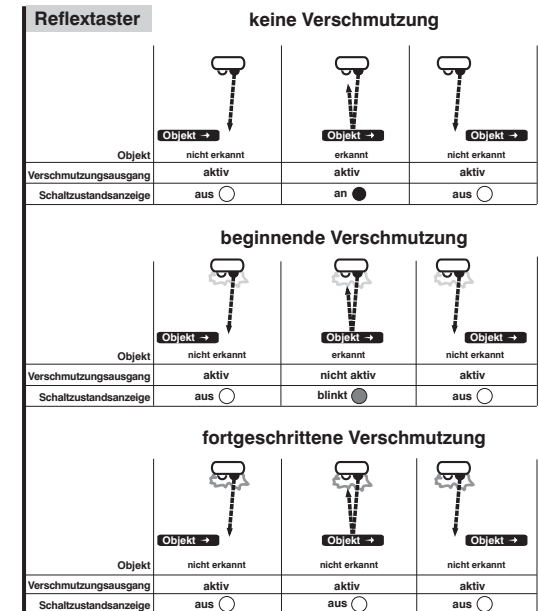 Reflextaster
keine Verschmutzung
Objekt → Objekt → Objekt →
Objekt nicht erkannt erkannt nicht erkannt
Verschmutzungsausgang aktiv aktiv aktiv
Schaltzustandsanzeige aus an aus
beginnende Verschmutzung
Objekt → Objekt → Objekt →
Objekt nicht erkannt erkannt nicht erkannt
Verschmutzungsausgang aktiv nicht aktiv aktiv
Schaltzustandsanzeige aus blinkt aus
fortgeschrittene Verschmutzung
Objekt → Objekt → Objekt →
Objekt nicht erkannt nicht erkannt nicht erkannt
Verschmutzungsausgang aktiv aktiv aktiv
Schaltzustandsanzeige aus aus aus